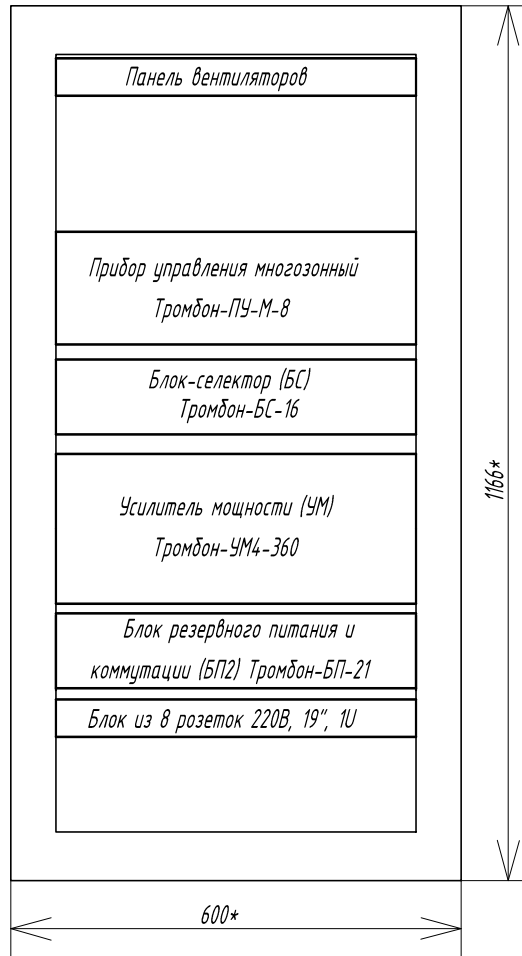 Панель вентиляторов
Прибор управления многозонный
Тромбон-ПУ-М-8
Блок-селектор (БС)
Тромбон-БС-16
Усилитель мощности (УМ)
Тромбон-УМ4-360
Блок резервного питания и
коммутации (БП2) Тромбон-БП-21
Блок из 8 розеток 220В, 19", 1U
1166*
600*